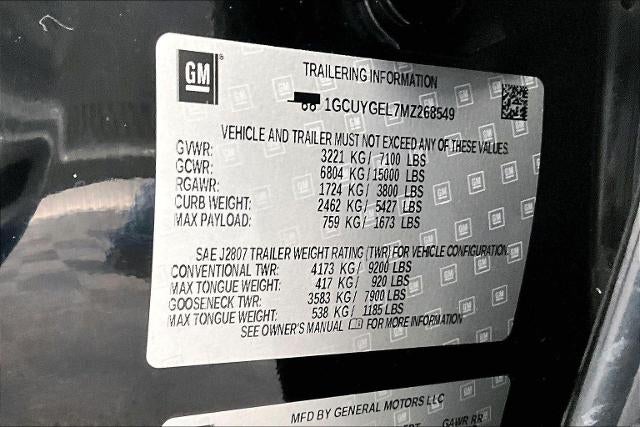 GM
TRAILERING INFORMATION
1GCUYGEL7MZ268549
VEHICLE AND TRAILER MUST NOT EXCEED ANY OF THESE VALUES.
GVWR: 3221 KG/ 7100 LBS
GCWR: 6804 KG/ 15000 LBS
RGAWR: 1724 KG/ 3800 LBS
CURB WEIGHT: 2462 KG/ 5427 LBS
MAX PAYLOAD: 759 KG/ 1673 LBS
SAE J2807 TRAILER WEIGHT RATING (TWR) FOR VEHICLE CONFIGURATION.
CONVENTIONAL TWR: 4173 KG/ 9200 LBS
MAX TONGUE WEIGHT: 417 KG/ 920 LBS
GOOSENECK TWR: 3583 KG/ 7900 LBS
MAX TONGUE WEIGHT: 538 KG/ 1185 LBS
SEE OWNER'S MANUAL FOR MORE INFORMATION
MFD BY GENERAL MOTORS LLC
GAWR RR